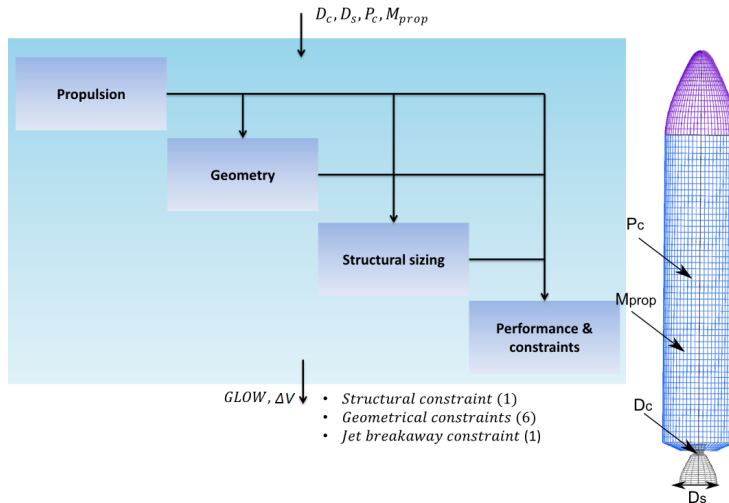 D_c, D_s, P_c, M_prop
Propulsion
Geometry
Structural sizing
Performance &
constraints
GLOW, ΔV
• Structural constraint (1)
• Geometrical constraints (6)
• Jet breakaway constraint (1)
Pc
Mprop
Dc
Ds